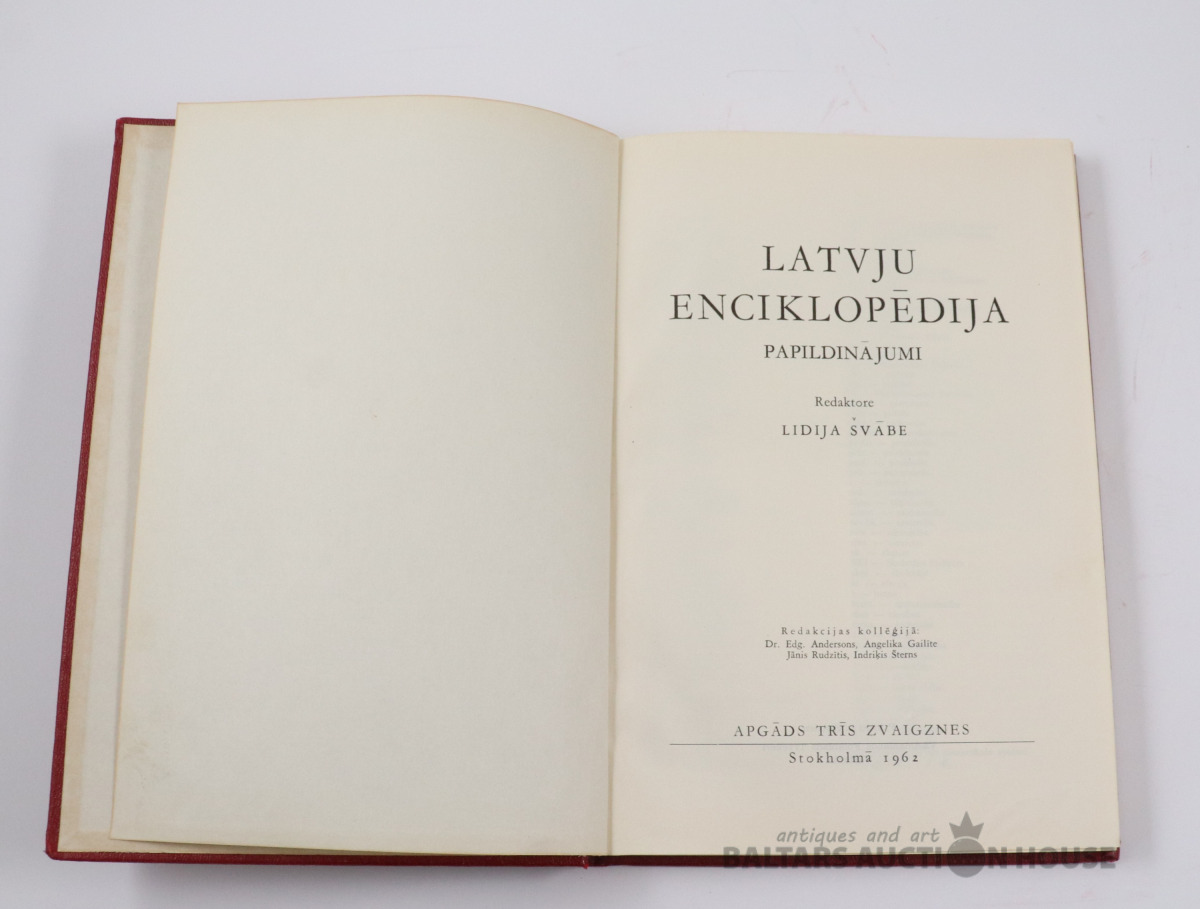 LATVJU
ENCIKLOPĒDIJA
PAPILDINĀJUMI
Redaktore
LIDIJA ŠVĀBE
Redakcijas kollēģijā:
Dr. Edg. Andersons, Angelika Gailīte
Jānis Rudzītis, Indriķis Šterns
APGĀDS TRĪS ZVAIGZNES
Stokholmā 1962
antiques and art
BALTARS AUCTION HOUSE